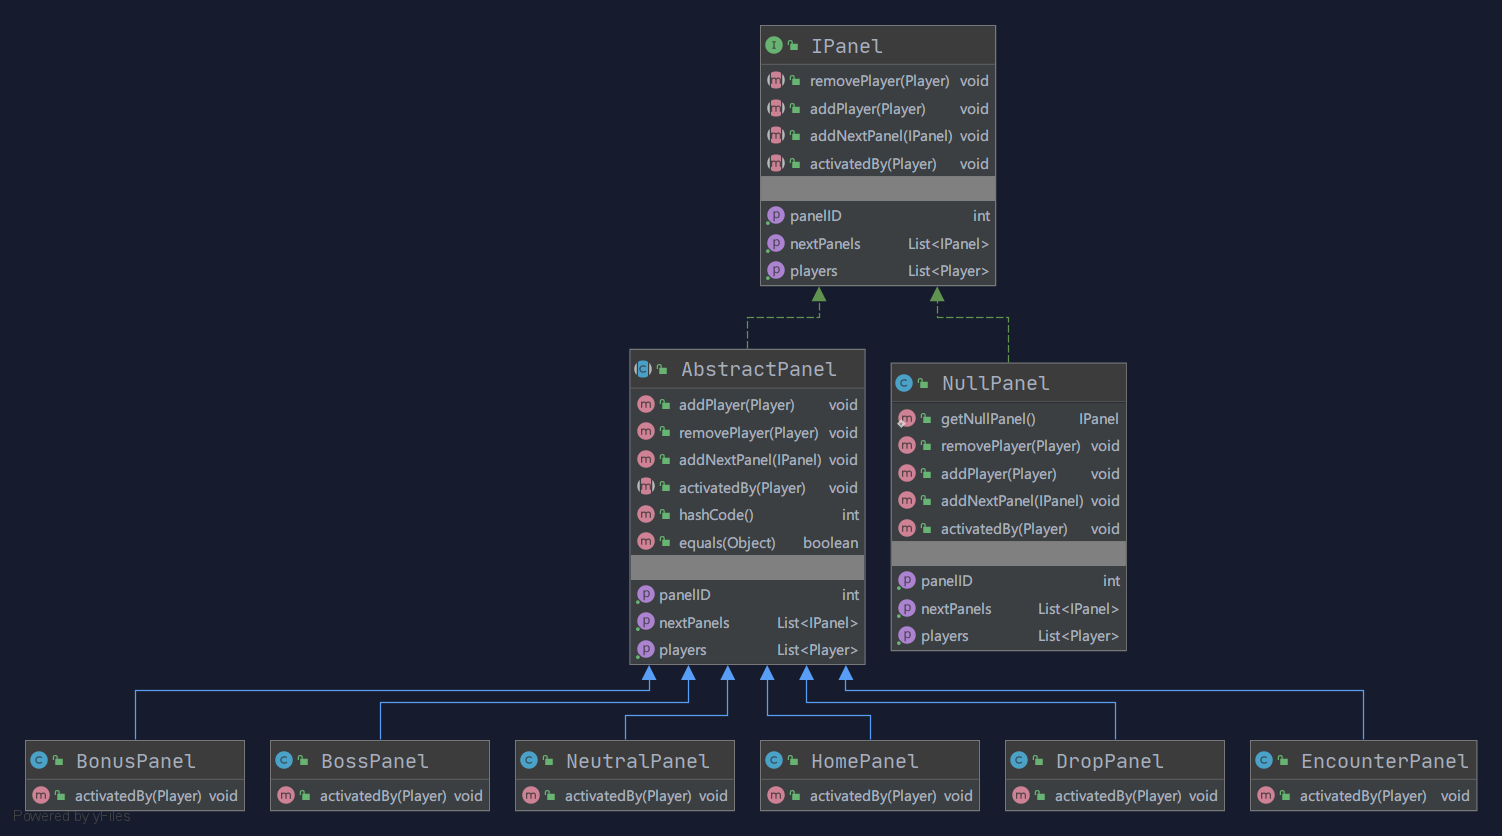 IPanel
removePlayer(Player) void
addPlayer(Player) void
addNextPanel(IPanel) void
activatedBy(Player) void
panelID int
nextPanels List<IPanel>
players List<Player>
AbstractPanel
addPlayer(Player) void
removePlayer(Player) void
addNextPanel(IPanel) void
activatedBy(Player) void
hashCode() int
equals(Object) boolean
panelID int
nextPanels List<IPanel>
players List<Player>
NullPanel
getNullPanel() IPanel
removePlayer(Player) void
addPlayer(Player) void
addNextPanel(IPanel) void
activatedBy(Player) void
panelID int
nextPanels List<IPanel>
players List<Player>
BonusPanel
activatedBy(Player) void
BossPanel
activatedBy(Player) void
NeutralPanel
activatedBy(Player) void
HomePanel
activatedBy(Player) void
DropPanel
activatedBy(Player) void
EncounterPanel
activatedBy(Player) void
Powered by yFiles